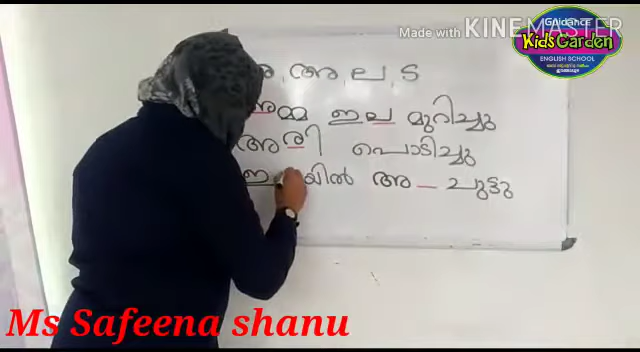 Made with KINEMASTER
Guidance
Kids Garden
ENGLISH SCHOOL
അ, ല, ട
അമ്മ ഇല മുറിച്ചു
അരി പൊടിച്ചു
യിൽ അ _ ചുട്ടു
Ms Safeena shanu